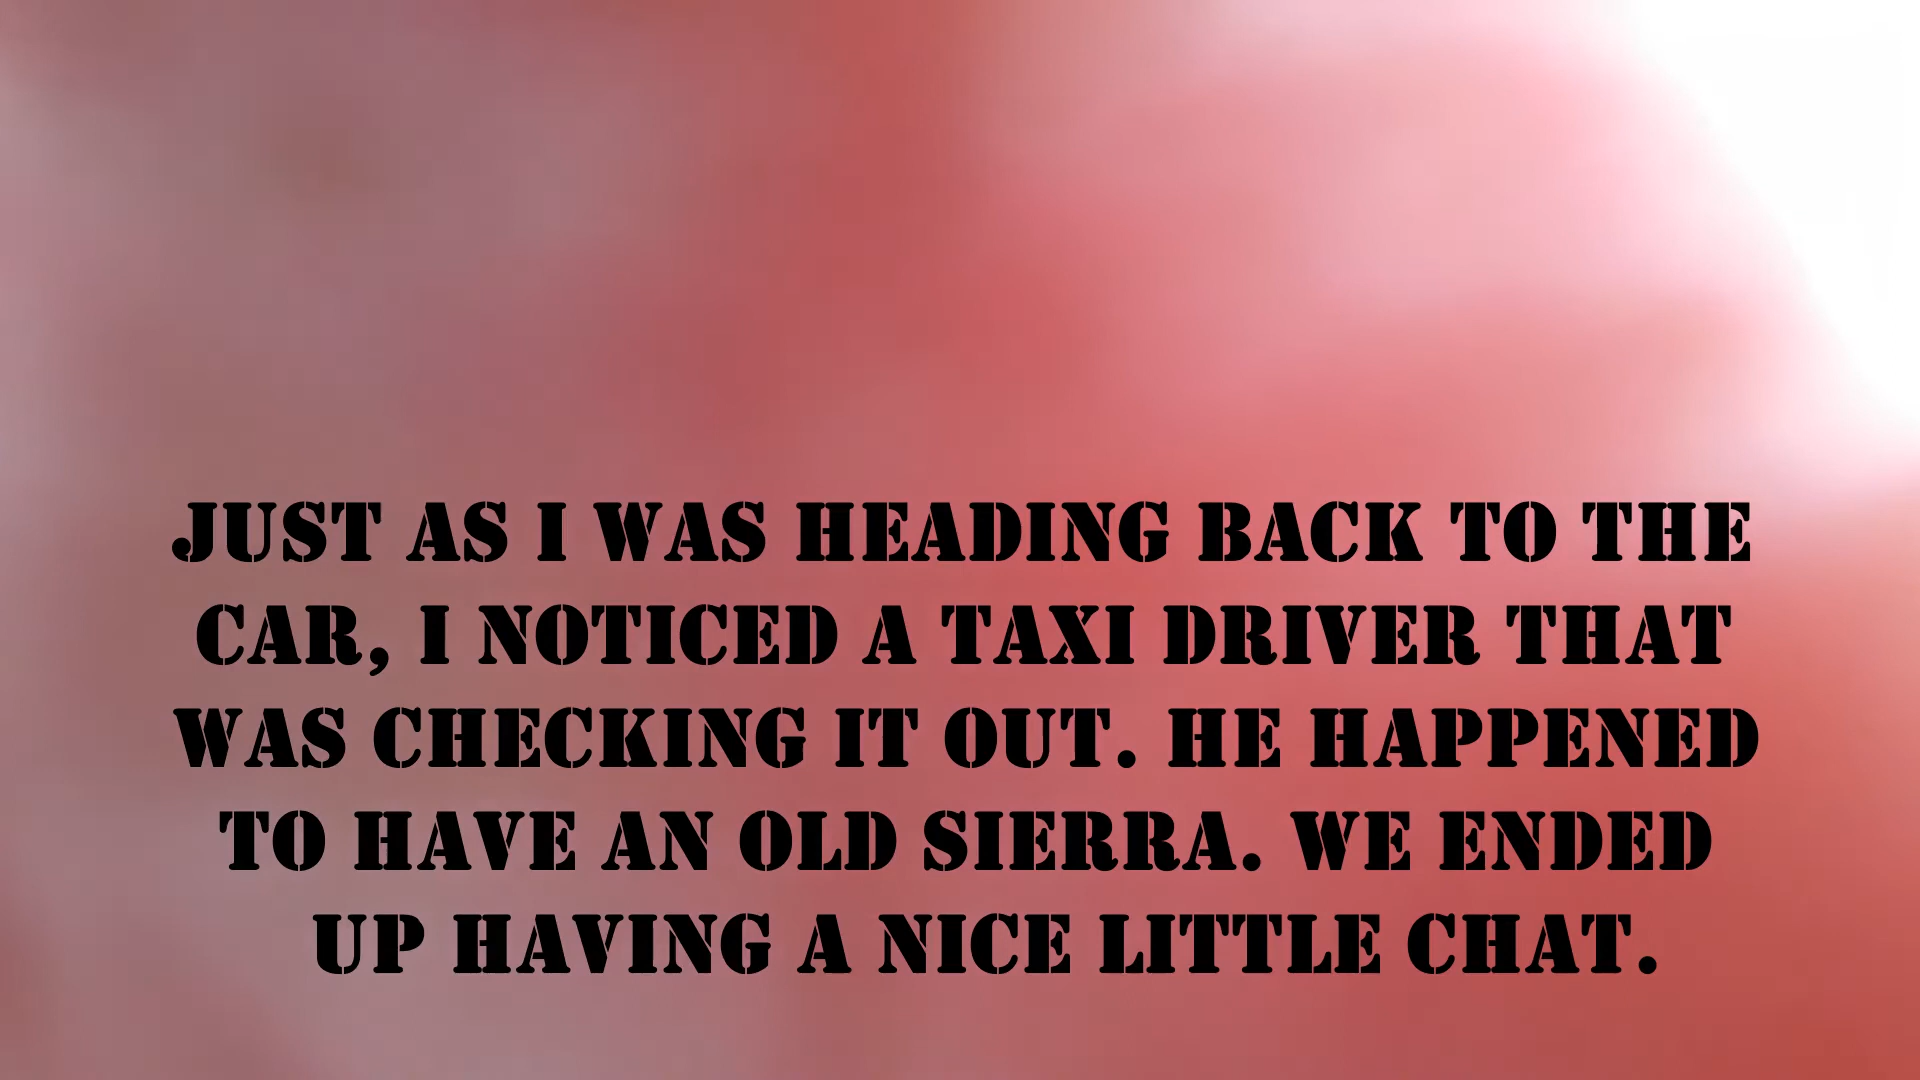 JUST AS I WAS HEADING BACK TO THE
CAR, I NOTICED A TAXI DRIVER THAT
WAS CHECKING IT OUT. HE HAPPENED
TO HAVE AN OLD SIERRA. WE ENDED
UP HAVING A NICE LITTLE CHAT.